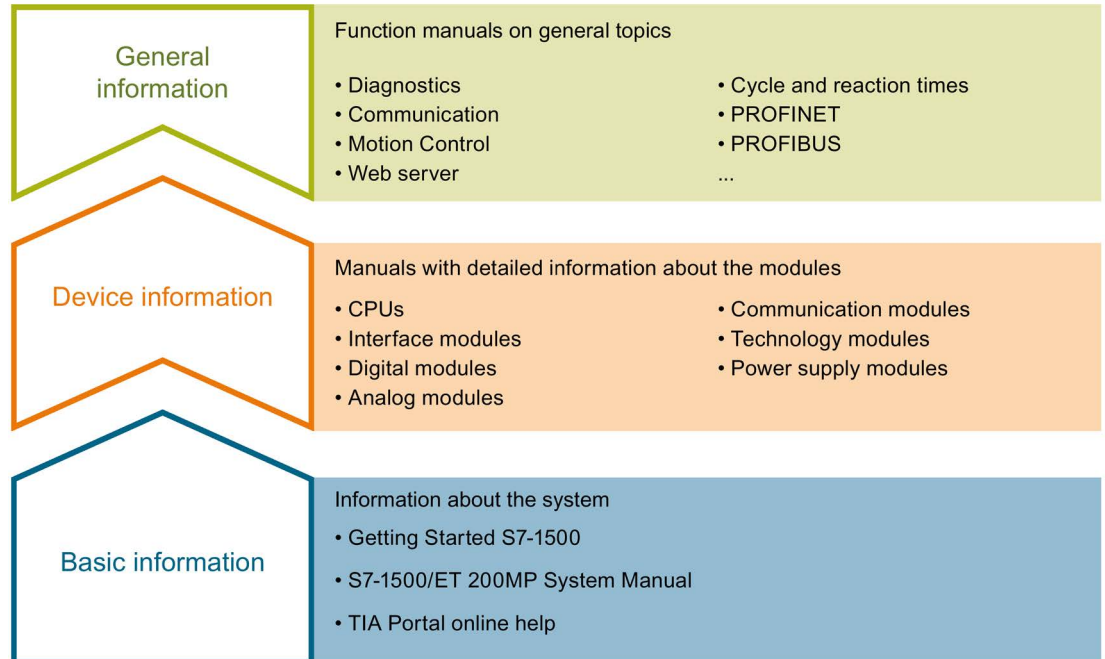 General
information
Function manuals on general topics
• Diagnostics
• Communication
• Motion Control
• Web server
• Cycle and reaction times
• PROFINET
• PROFIBUS
...
Device information
Manuals with detailed information about the modules
• CPUs
• Interface modules
• Digital modules
• Analog modules
• Communication modules
• Technology modules
• Power supply modules
Basic information
Information about the system
• Getting Started S7-1500
• S7-1500/ET 200MP System Manual
• TIA Portal online help